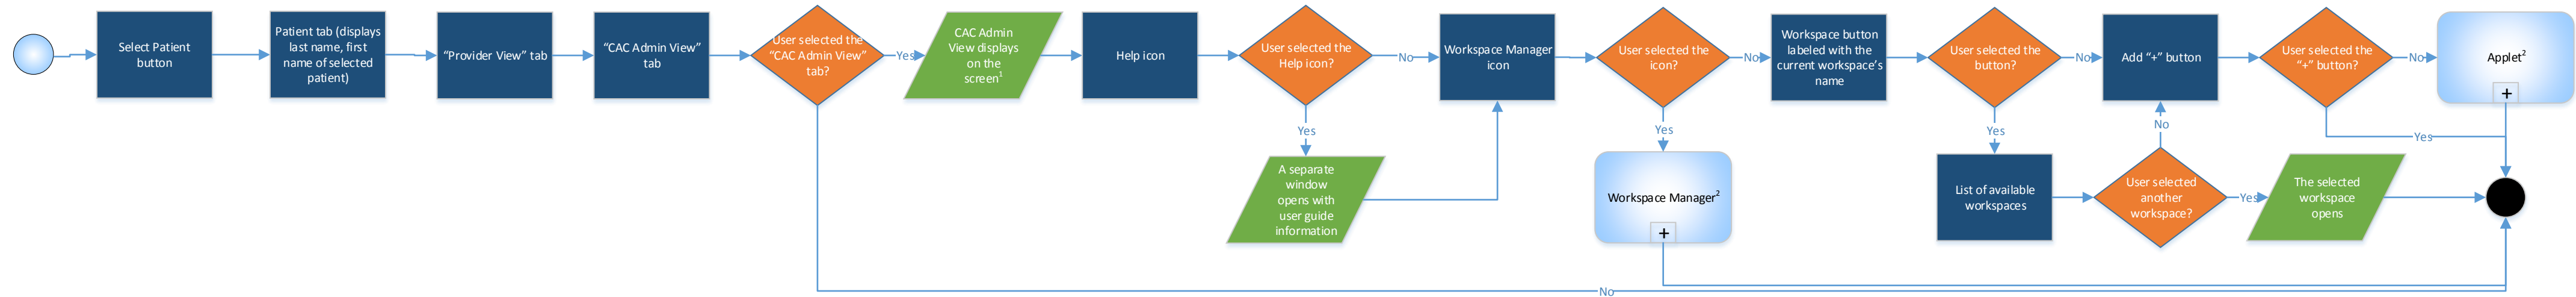 Select Patient
button
Patient tab (displays
last name, first
name of selected
patient)
“Provider View” tab
“CAC Admin View”
tab
User selected the
“CAC Admin View”
tab?
Yes
CAC Admin
View displays
on the
screen¹
Help icon
User selected the
Help icon?
No
Yes
A separate
window
opens with
user guide
information
Workspace Manager
icon
User selected the
icon?
No
Yes
Workspace Manager²
+
Workspace button
labeled with the
current workspace’s
name
User selected the
button?
No
Yes
List of available
workspaces
User selected
another
workspace?
No
Yes
The selected
workspace
opens
Add “+” button
User selected the
“+” button?
No
Yes
Applet²
+
No